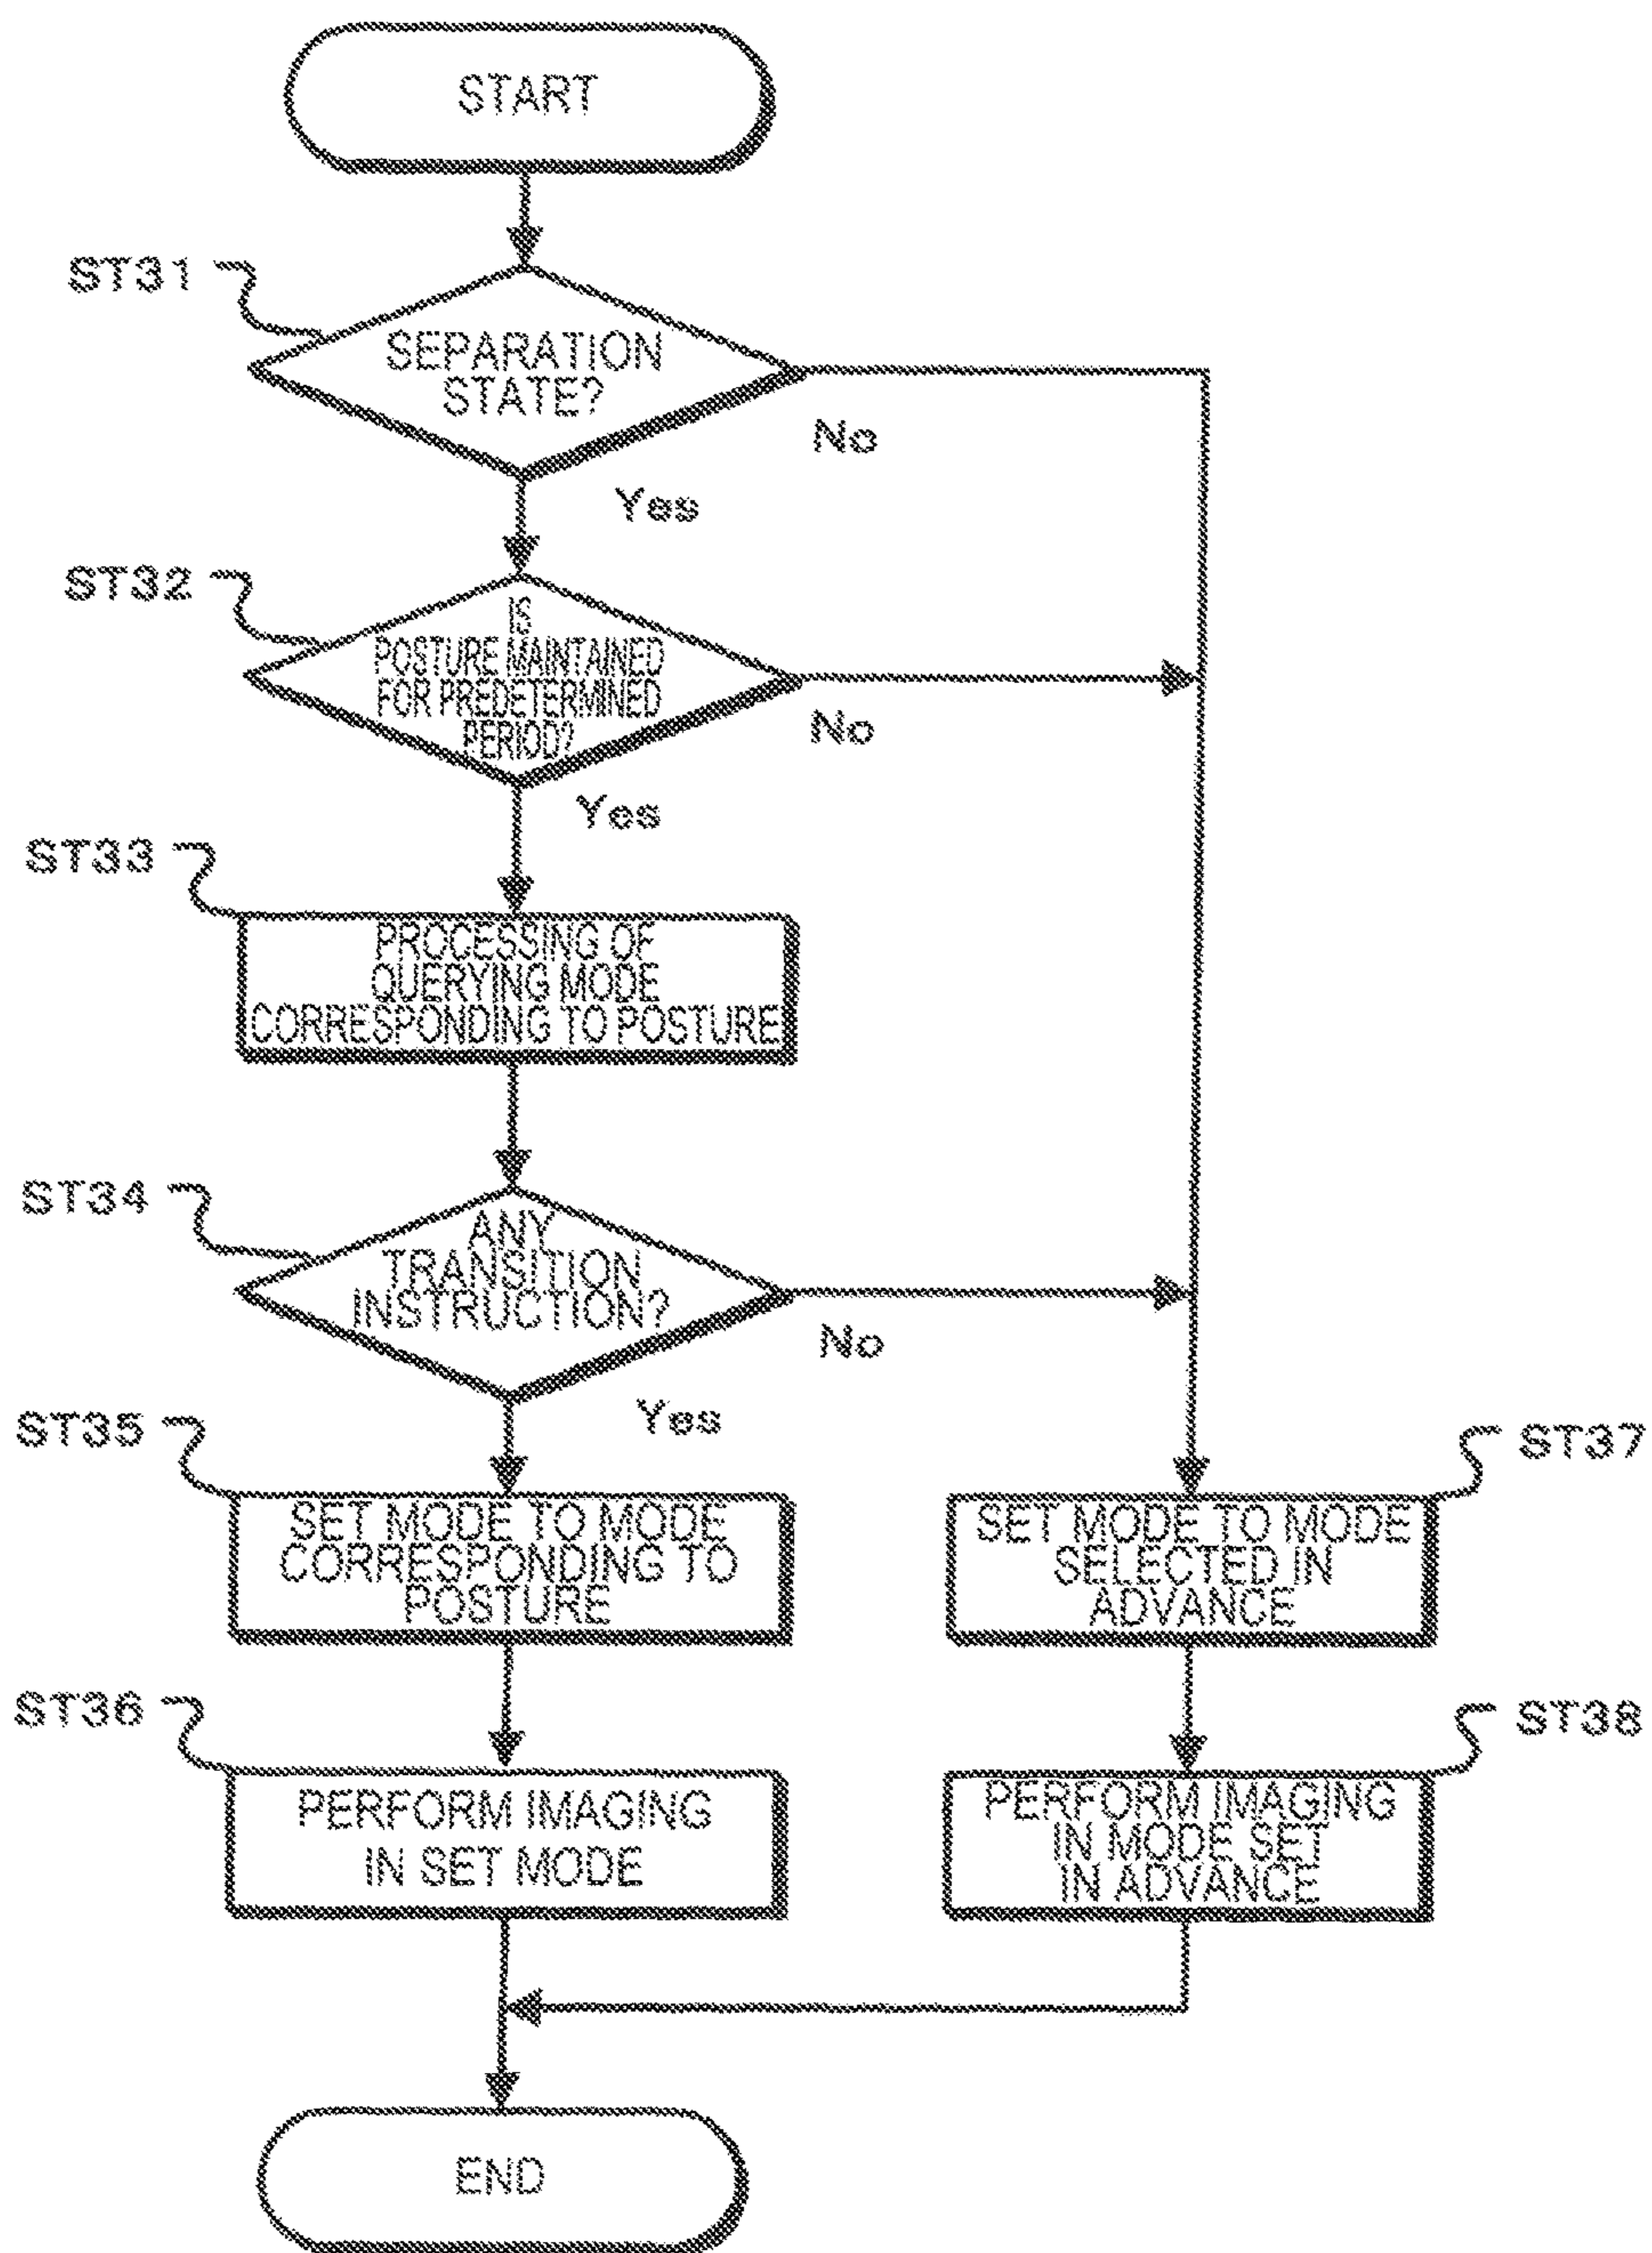 START
ST31
SEPARATION
STATE?
No
Yes
ST32
IS
POSTURE MAINTAINED
FOR PREDETERMINED
PERIOD?
No
Yes
ST33
PROCESSING OF
QUERYING MODE
CORRESPONDING TO POSTURE
ST34
ANY
TRANSITION
INSTRUCTION?
No
Yes
ST35
SET MODE TO MODE
CORRESPONDING TO
POSTURE
ST37
SET MODE TO MODE
SELECTED IN
ADVANCE
ST36
PERFORM IMAGING
IN SET MODE
ST38
PERFORM IMAGING
IN MODE SET
IN ADVANCE
END